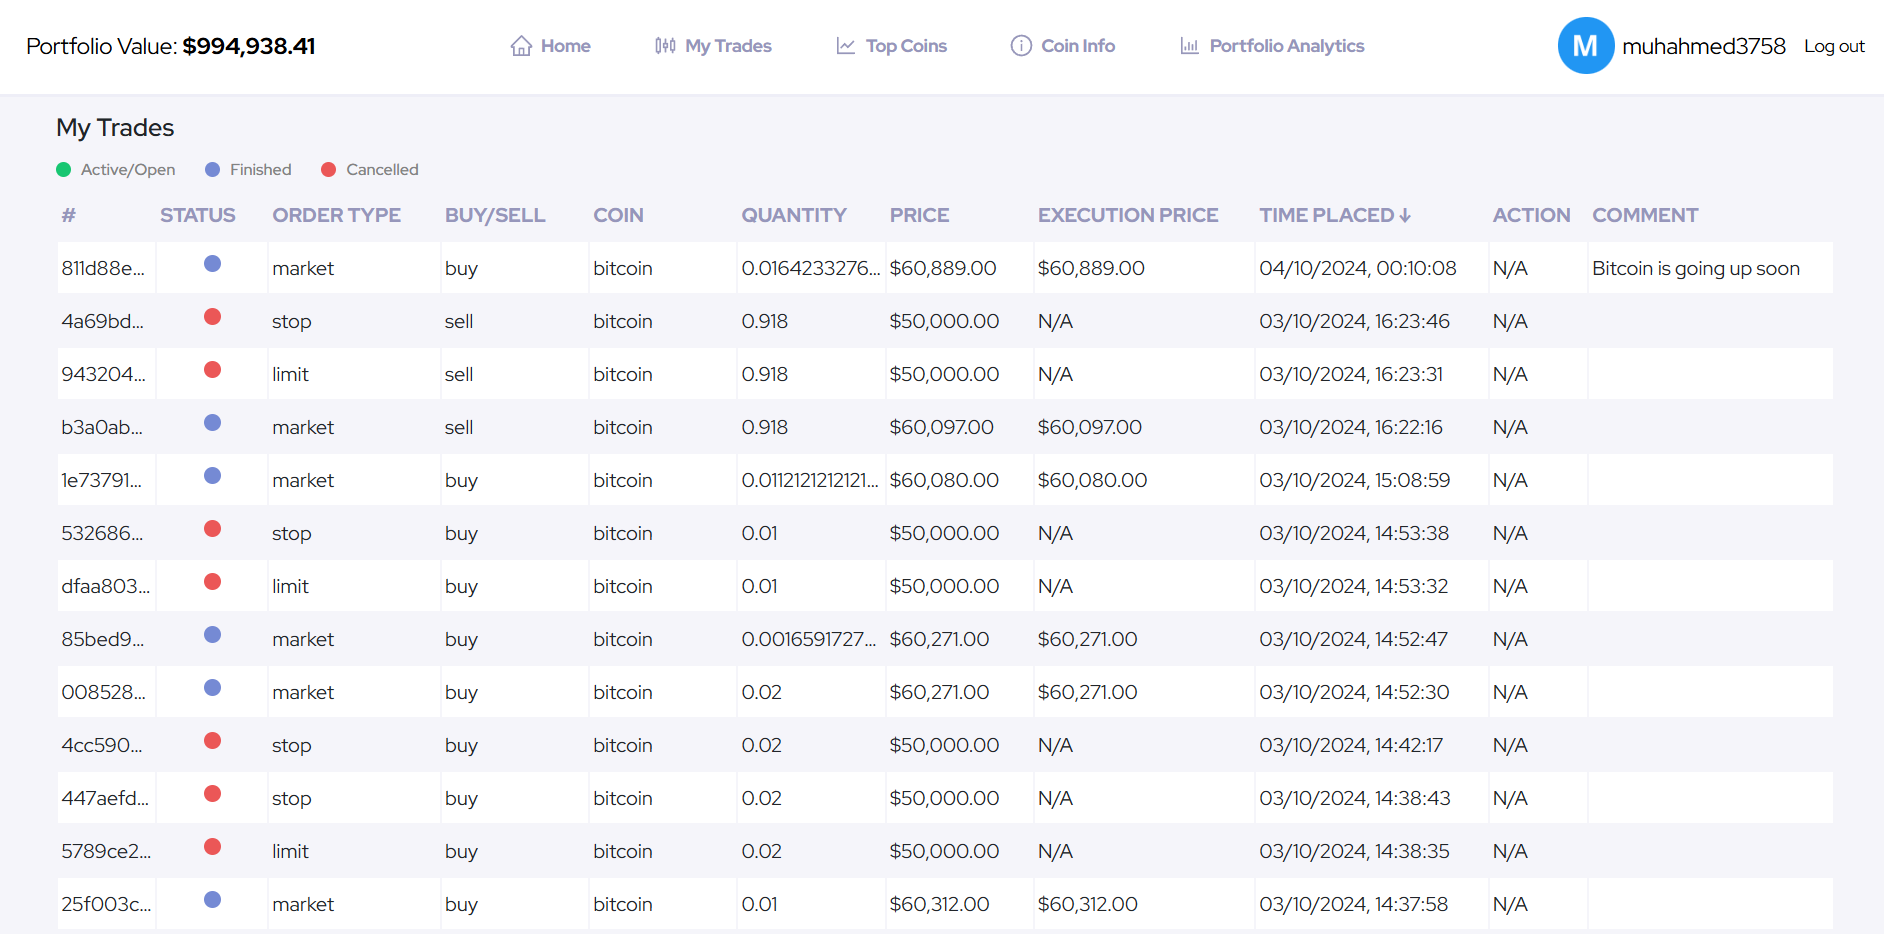 Portfolio Value: $994,938.41 Home My Trades Top Coins Coin Info Portfolio Analytics M muhahmed3758 Log out
My Trades
Active/Open Finished Cancelled
# STATUS ORDER TYPE BUY/SELL COIN QUANTITY PRICE EXECUTION PRICE TIME PLACED↓ ACTION COMMENT
811d88e... market buy bitcoin 0.0164233276... $60,889.00 $60,889.00 04/10/2024, 00:10:08 N/A Bitcoin is going up soon
4a69bd... stop sell bitcoin 0.918 $50,000.00 N/A 03/10/2024, 16:23:46 N/A
943204... limit sell bitcoin 0.918 $50,000.00 N/A 03/10/2024, 16:23:31 N/A
b3a0ab... market sell bitcoin 0.918 $60,097.00 $60,097.00 03/10/2024, 16:22:16 N/A
1e73791... market buy bitcoin 0.0112121212121... $60,080.00 $60,080.00 03/10/2024, 15:08:59 N/A
532686... stop buy bitcoin 0.01 $50,000.00 N/A 03/10/2024, 14:53:38 N/A
dfaa803... limit buy bitcoin 0.01 $50,000.00 N/A 03/10/2024, 14:53:32 N/A
85bed9... market buy bitcoin 0.0016591727... $60,271.00 $60,271.00 03/10/2024, 14:52:47 N/A
008528... market buy bitcoin 0.02 $60,271.00 $60,271.00 03/10/2024, 14:52:30 N/A
4cc590... stop buy bitcoin 0.02 $50,000.00 N/A 03/10/2024, 14:42:17 N/A
447aefd... stop buy bitcoin 0.02 $50,000.00 N/A 03/10/2024, 14:38:43 N/A
5789ce2... limit buy bitcoin 0.02 $50,000.00 N/A 03/10/2024, 14:38:35 N/A
25f003c... market buy bitcoin 0.01 $60,312.00 $60,312.00 03/10/2024, 14:37:58 N/A